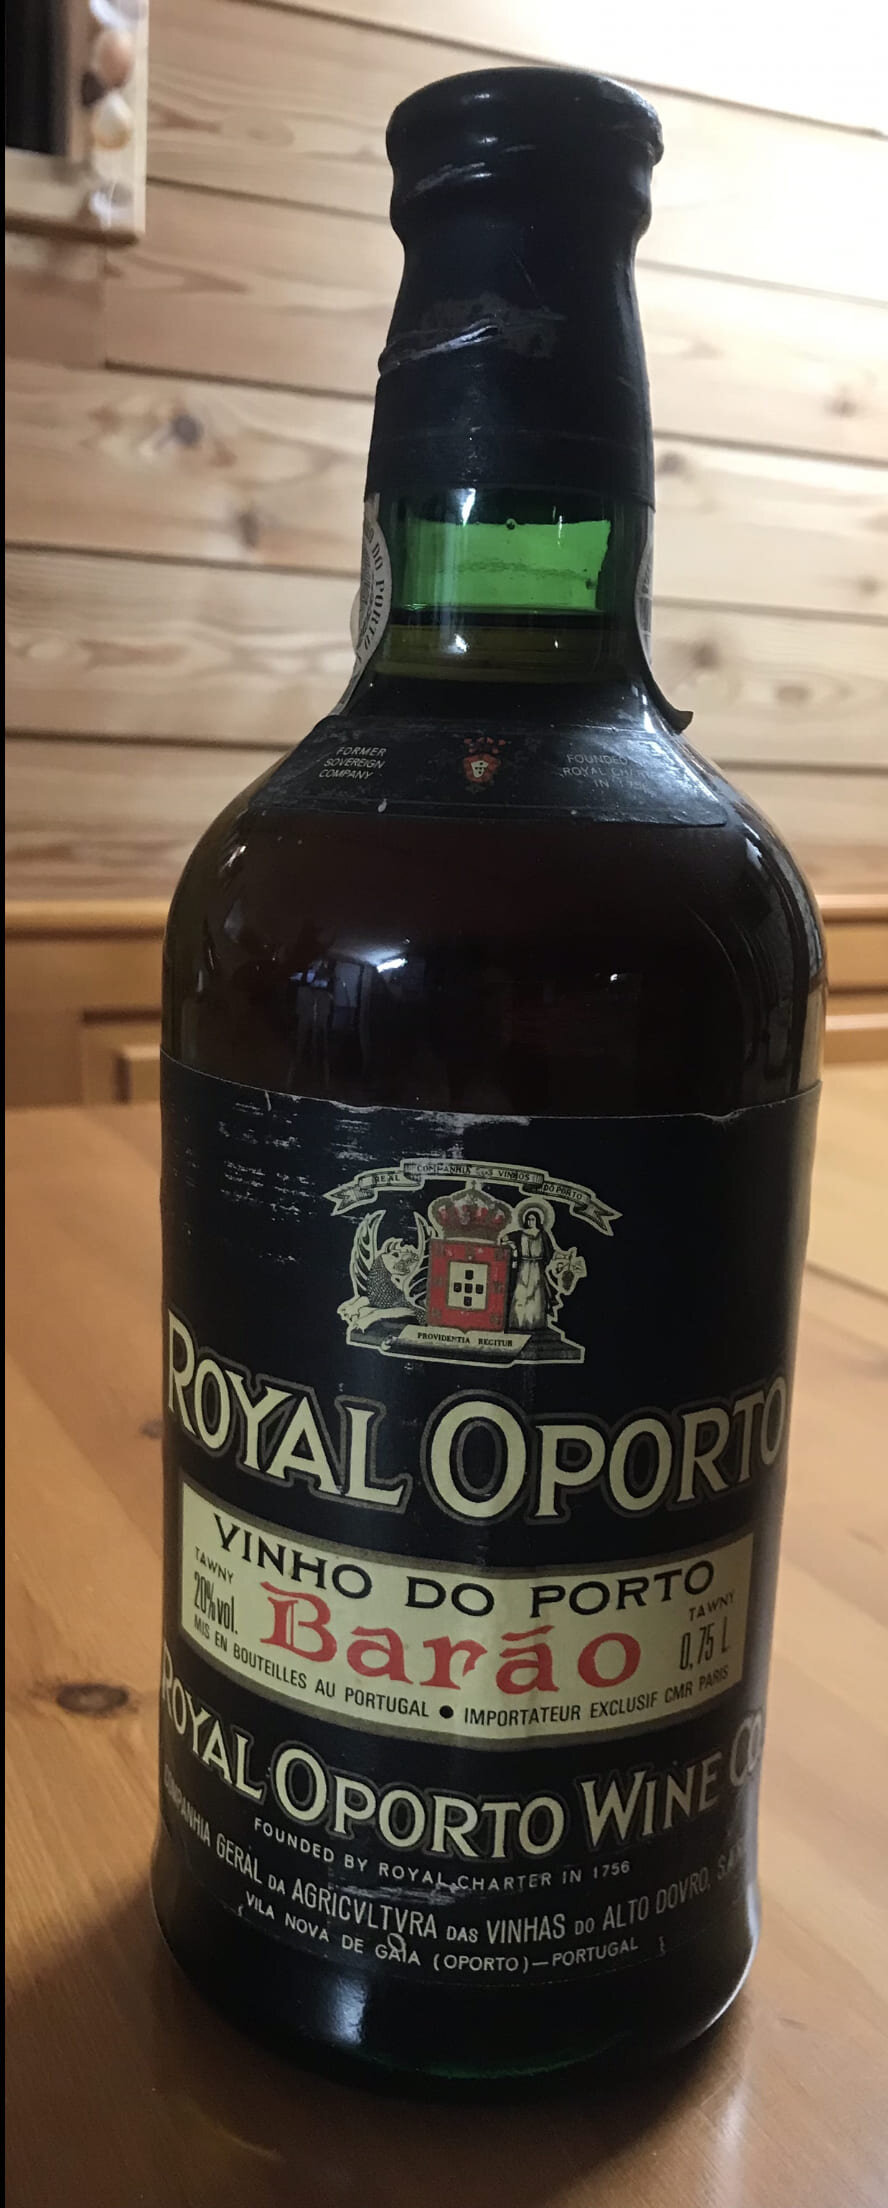 DO PORTO
FORMER
SOVEREIGN
COMPANY
FOUNDED
ROYAL
IN
REAL COMPANHIA DOS VINHOS DO PORTO
PROVIDENTIA REGITUR
ROYAL OPORTO
VINHO DO PORTO
TAWNY
20% vol.
Barão
TAWNY
0,75 L
MIS EN BOUTEILLES AU PORTUGAL ● IMPORTATEUR EXCLUSIF CMR PARIS
ROYAL OPORTO WINE Co.
FOUNDED BY ROYAL CHARTER IN 1756
COMPANHIA GERAL DA AGRICVLTVRA DAS VINHAS DO ALTO DOVRO,
VILA NOVA DE GAIA (OPORTO)—PORTUGAL